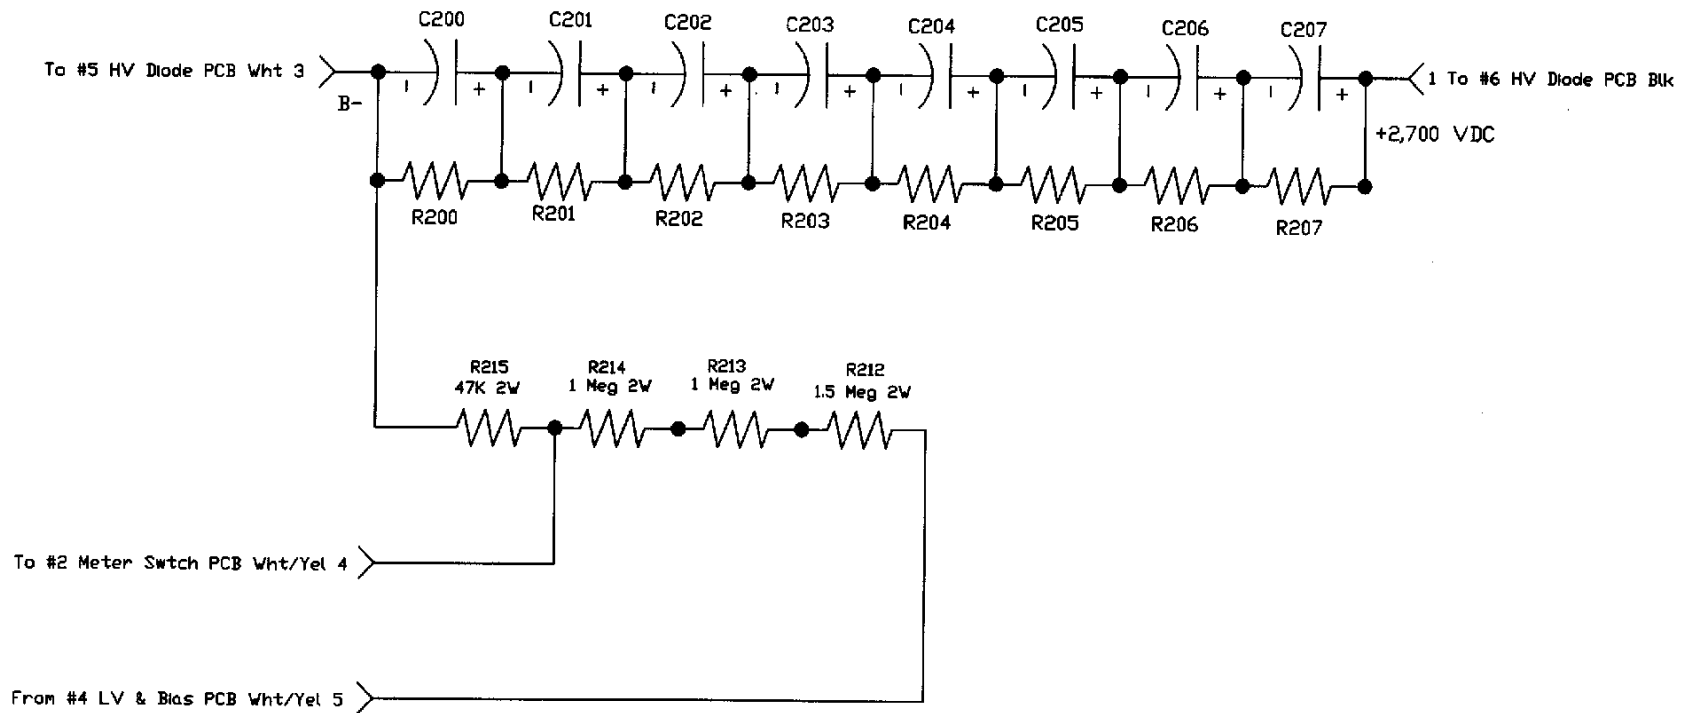 C200 C201 C202 C203 C204 C205 C206 C207
To #5 HV Diode PCB Wht 3
1 To #6 HV Diode PCB Blk
- + - + - + - + - + - + - + - +
B-
+2,700 VDC
R200 R201 R202 R203 R204 R205 R206 R207
R215 R214 R213 R212
47K 2W 1 Meg 2W 1 Meg 2W 1.5 Meg 2W
To #2 Meter Swtch PCB Wht/Yel 4
From #4 LV & Bias PCB Wht/Yel 5